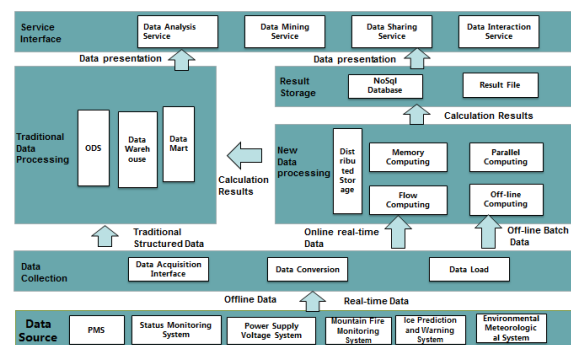 Service
Interface
Data Analysis
Service
Data Mining
Service
Data Sharing
Service
Data Interaction
Service
Data presentation
Data presentation
Result
Storage
NoSql
Database
Result File
Traditional
Data
Processing
ODS
Data
Wareh
ouse
Data
Mart
Calculation
Results
Calculation Results
New
Data
processing
Dis
trib
uted
Stor
age
Memory
Computing
Parallel
Computing
Flow
Computing
Off-line
Computing
Traditional
Structured Data
Online real-time
Data
Off-line Batch
Data
Data
Collection
Data Acquisition
Interface
Data Conversion
Data Load
Offline Data
Real-time Data
Data
Source
PMS
Status Monitoring
System
Power Supply
Voltage System
Mountain Fire
Monitoring
System
Ice Prediction
and Warning
System
Environmental
Meteorologic
al System